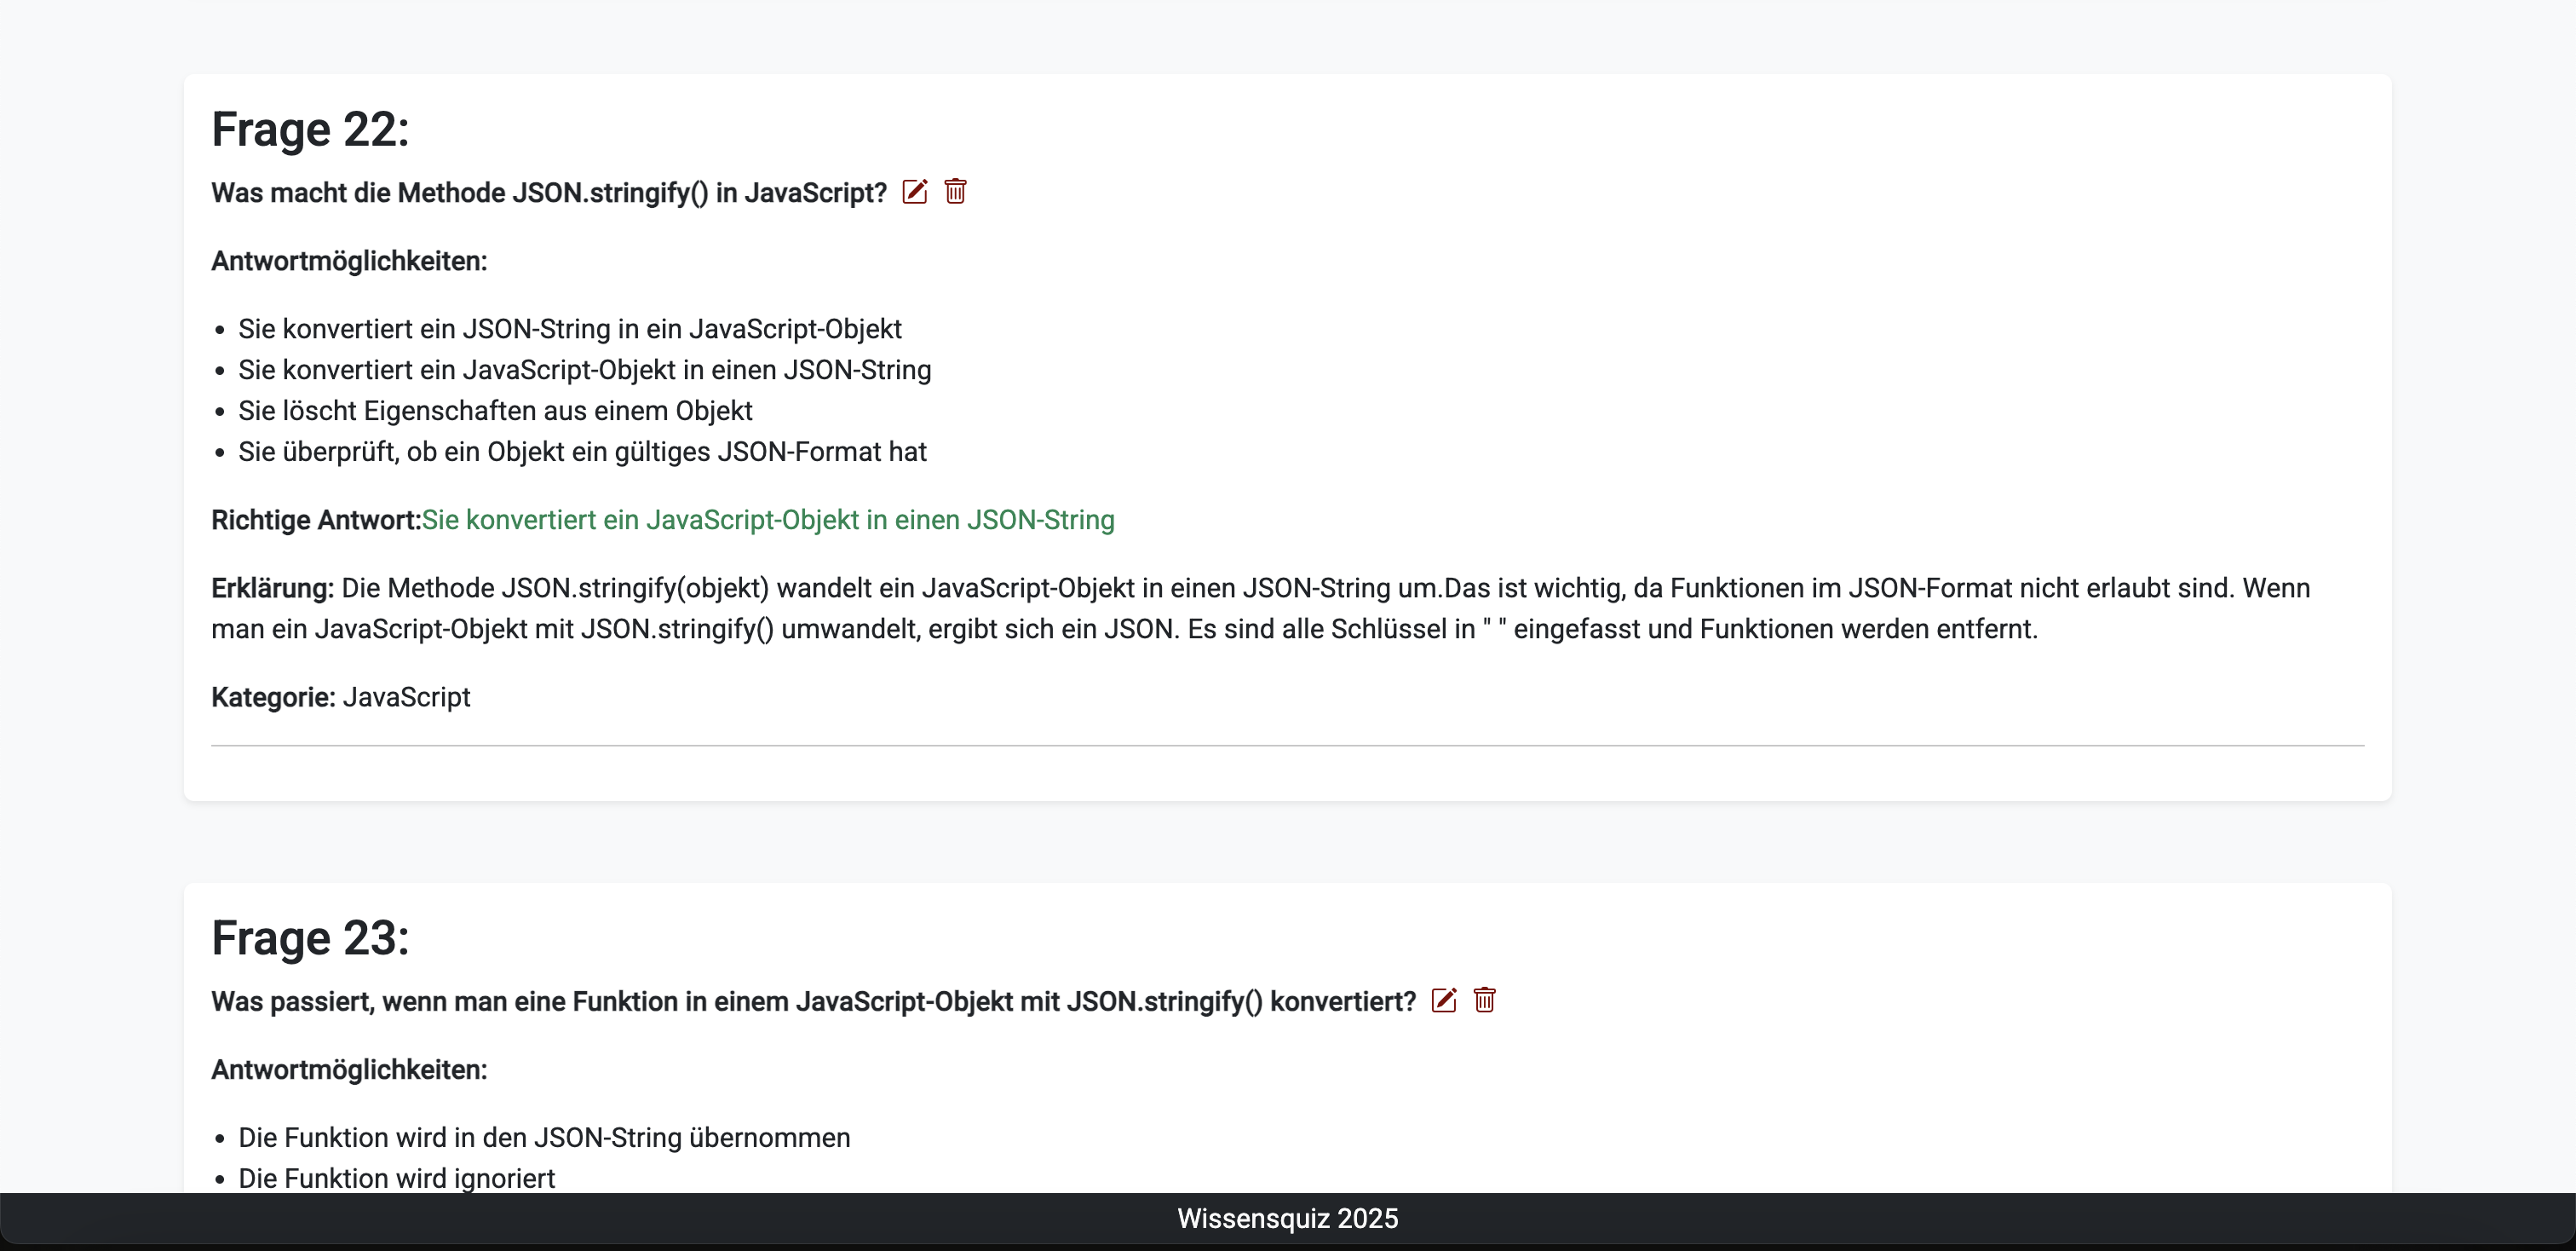 Frage 22:
Was macht die Methode JSON.stringify() in JavaScript?
Antwortmöglichkeiten:
• Sie konvertiert ein JSON-String in ein JavaScript-Objekt
• Sie konvertiert ein JavaScript-Objekt in einen JSON-String
• Sie löscht Eigenschaften aus einem Objekt
• Sie überprüft, ob ein Objekt ein gültiges JSON-Format hat
Richtige Antwort:Sie konvertiert ein JavaScript-Objekt in einen JSON-String
Erklärung: Die Methode JSON.stringify(objekt) wandelt ein JavaScript-Objekt in einen JSON-String um.Das ist wichtig, da Funktionen im JSON-Format nicht erlaubt sind. Wenn
man ein JavaScript-Objekt mit JSON.stringify() umwandelt, ergibt sich ein JSON. Es sind alle Schlüssel in " " eingefasst und Funktionen werden entfernt.
Kategorie: JavaScript
Frage 23:
Was passiert, wenn man eine Funktion in einem JavaScript-Objekt mit JSON.stringify() konvertiert?
Antwortmöglichkeiten:
• Die Funktion wird in den JSON-String übernommen
• Die Funktion wird ignoriert
Wissensquiz 2025